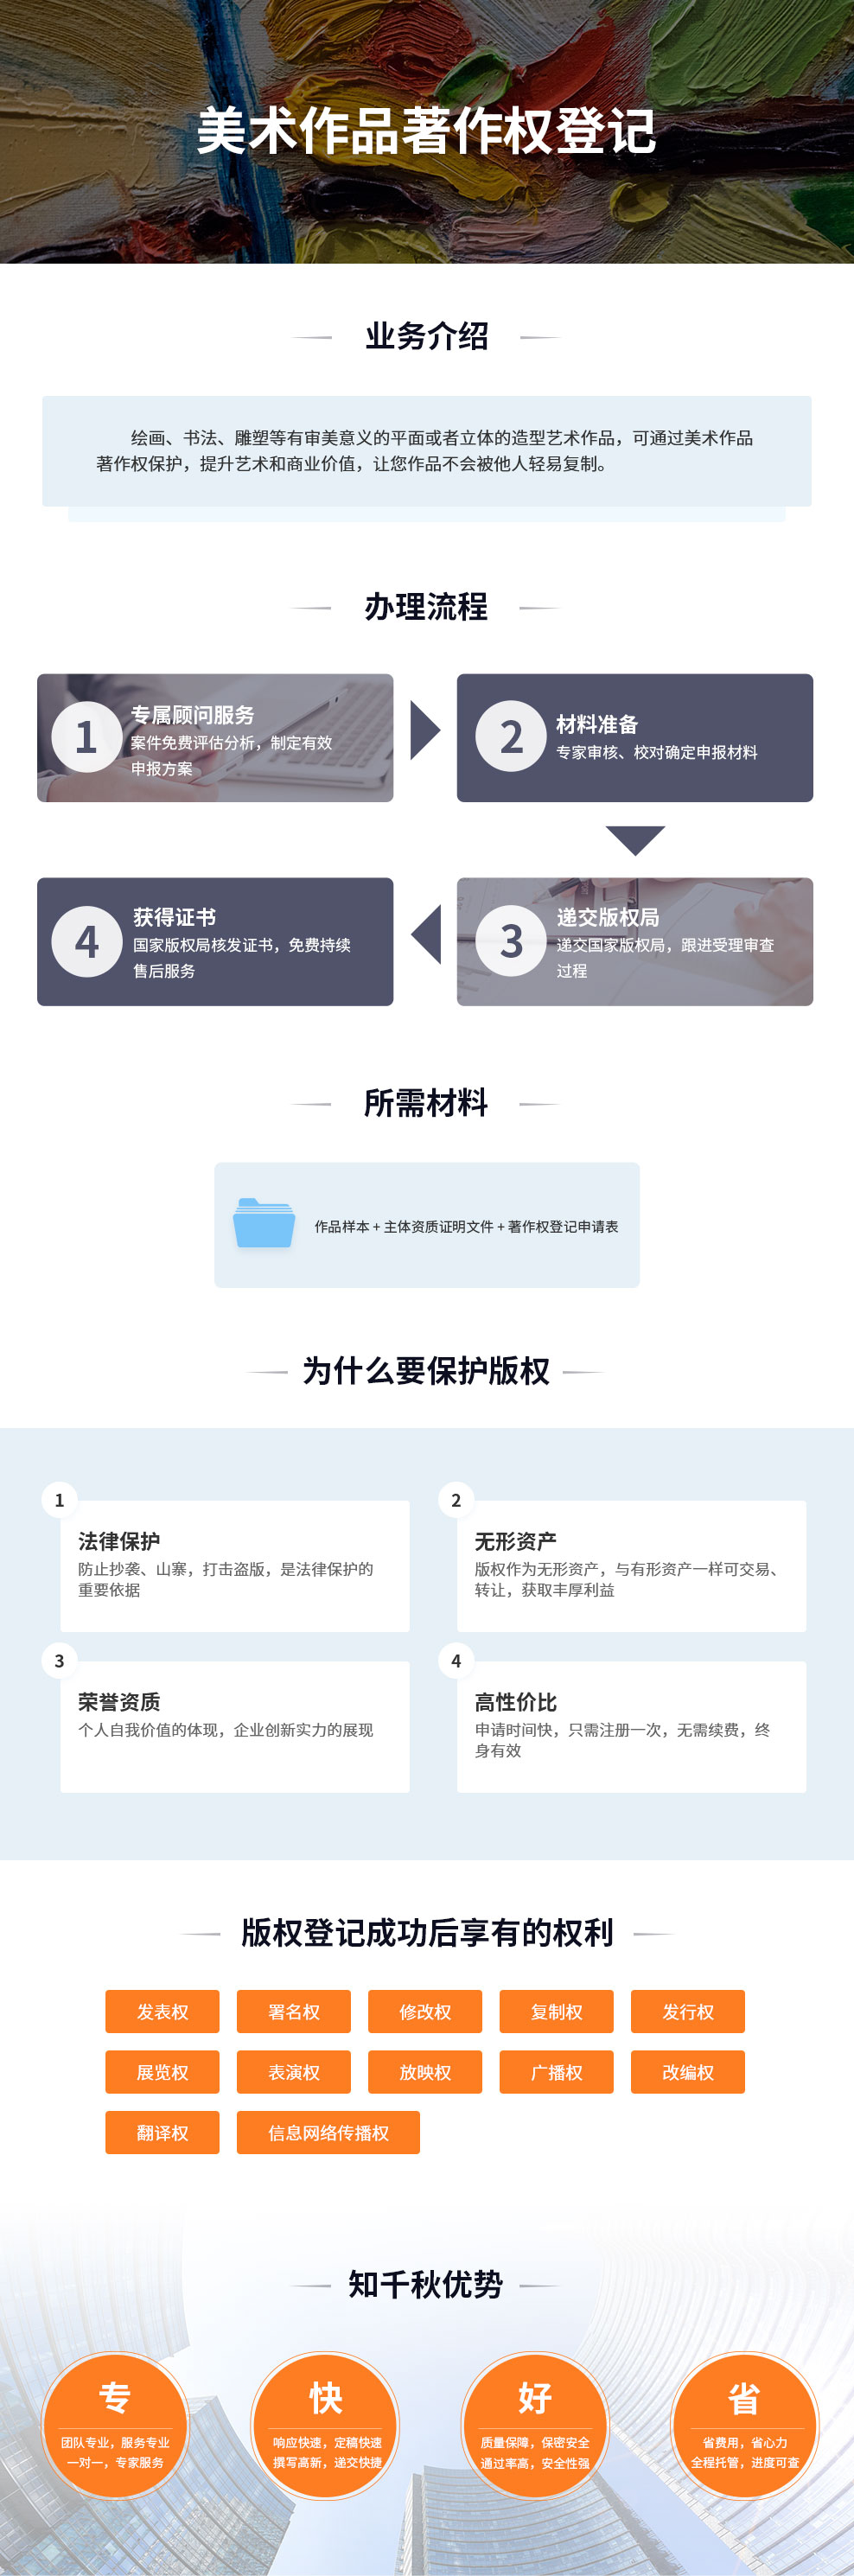 美术作品著作权登记
业务介绍
绘画、书法、雕塑等有审美意义的平面或者立体的造型艺术作品，可通过美术作品
著作权保护，提升艺术和商业价值，让您作品不会被他人轻易复制。
办理流程
1
专属顾问服务
案件免费评估分析，制定有效
申报方案
2
材料准备
专家审核、校对确定申报材料
3
递交版权局
递交国家版权局，跟进受理审查
过程
4
获得证书
国家版权局核发证书，免费持续
售后服务
所需材料
作品样本+主体资质证明文件+著作权登记申请表
为什么要保护版权
1
法律保护
防止抄袭、山寨，打击盗版，是法律保护的
重要依据
2
无形资产
版权作为无形资产，与有形资产一样可交易、
转让，获取丰厚利益
3
荣誉资质
个人自我价值的体现，企业创新实力的展现
4
高性价比
申请时间快，只需注册一次，无需续费，终
身有效
版权登记成功后享有的权利
发表权 署名权 修改权 复制权 发行权
展览权 表演权 放映权 广播权 改编权
翻译权 信息网络传播权
知千秋优势
专
团队专业，服务专业
一对一，专家服务
快
响应快速，定稿快速
撰写高新，递交快捷
好
质量保障，保密安全
通过率高，安全性强
省
省费用，省心力
全程托管，进度可查